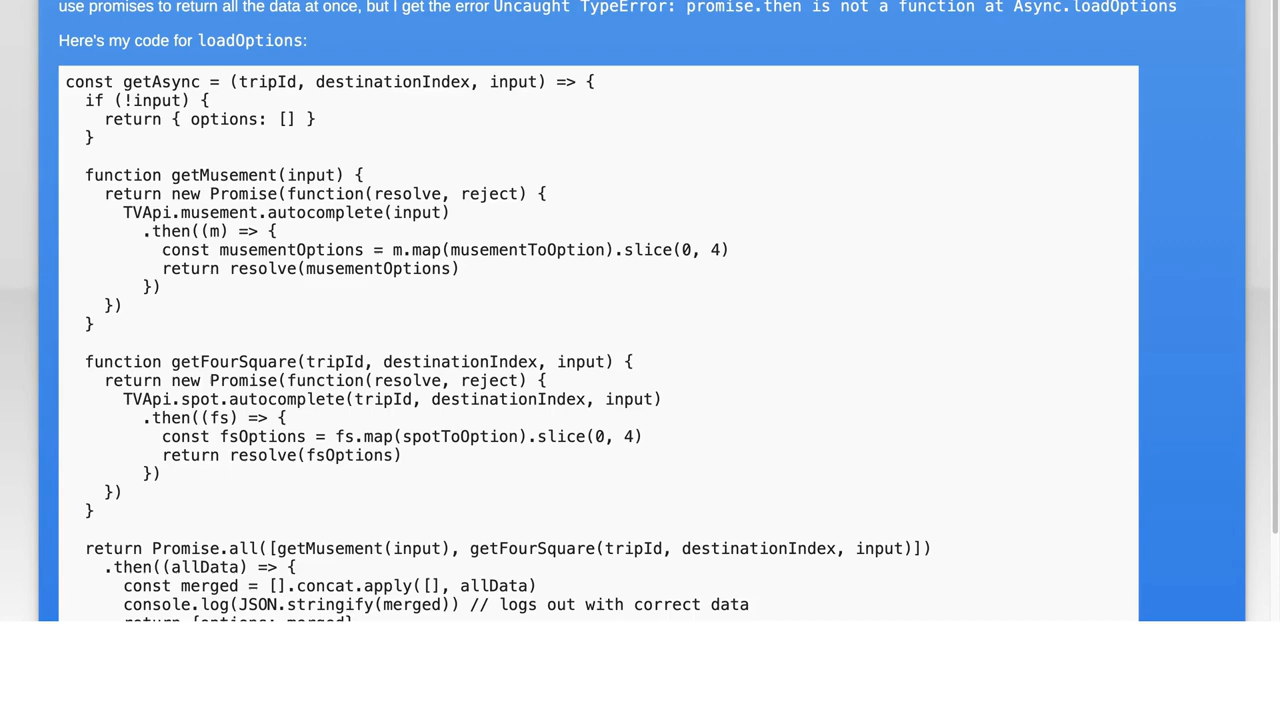 use promises to return all the data at once, but I get the error Uncaught TypeError: promise.then is not a function at Async.loadOptions
Here's my code for loadOptions:
const getAsync = (tripId, destinationIndex, input) => {
  if (!input) {
    return { options: [] }
  }

  function getMusement(input) {
    return new Promise(function(resolve, reject) {
      TVApi.musement.autocomplete(input)
        .then((m) => {
          const musementOptions = m.map(musementToOption).slice(0, 4)
          return resolve(musementOptions)
        })
    })
  }

  function getFourSquare(tripId, destinationIndex, input) {
    return new Promise(function(resolve, reject) {
      TVApi.spot.autocomplete(tripId, destinationIndex, input)
        .then((fs) => {
          const fsOptions = fs.map(spotToOption).slice(0, 4)
          return resolve(fsOptions)
        })
    })
  }

  return Promise.all([getMusement(input), getFourSquare(tripId, destinationIndex, input)])
    .then((allData) => {
      const merged = [].concat.apply([], allData)
      console.log(JSON.stringify(merged)) // logs out with correct data
      return {options: merged}